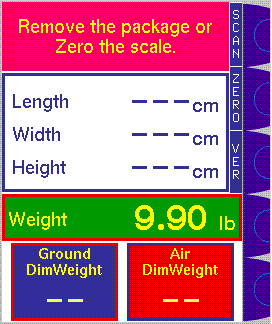 Remove the package or
Zero the scale.
Length _ _ _ cm
Width _ _ _ cm
Height _ _ _ cm
Weight 9.90 lb
Ground
DimWeight
_ _
Air
DimWeight
_ _
SCAN
ZERO
VER